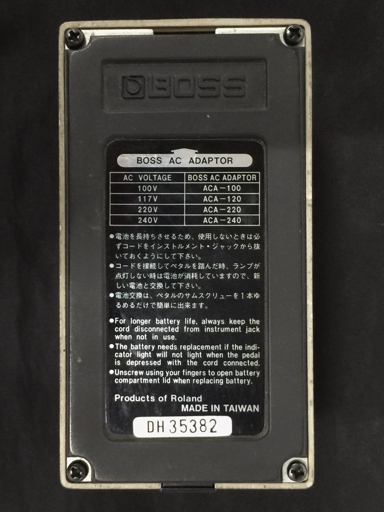 BOSS
BOSS AC ADAPTOR
AC VOLTAGE BOSS AC ADAPTOR
100V ACA-100
117V ACA-120
220V ACA-220
240V ACA-240
●電池を長持ちさせるため、使用しないときは必
ずコードをインストルメント・ジャックから抜
いておくようにして下さい。
●コードを接続してペダルを踏んだ時、ランプが
点灯しない時は電池が消耗していますので、新
しい電池と交換して下さい。
●電池交換は、ペダルのサムスクリューを1本ゆ
るめるだけで簡単に出来ます。
●For longer battery life, always keep the
cord disconnected from instrument jack
when not in use.
●The battery needs replacement if the indi-
cator light will not light when the pedal
is depressed with the cord connected.
●Unscrew using your fingers to open battery
compartment lid when replacing battery.
Products of Roland
MADE IN TAIWAN
DH 35382